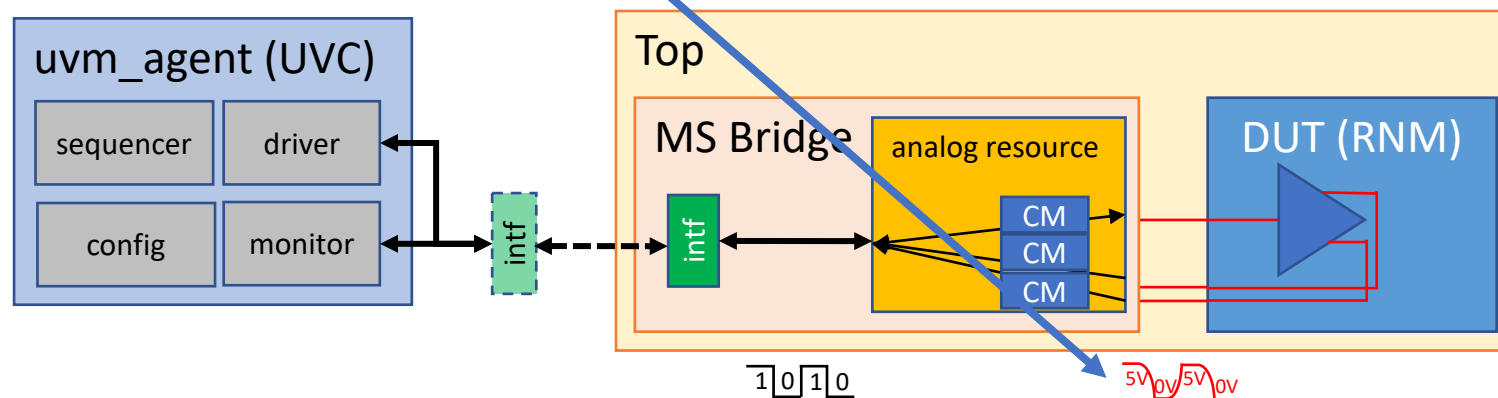 uvm_agent (UVC)
sequencer
driver
config
monitor
intf
Top
MS Bridge
intf
analog resource
CM
CM
CM
DUT (RNM)
1 0 1 0
5V 0V 5V 0V